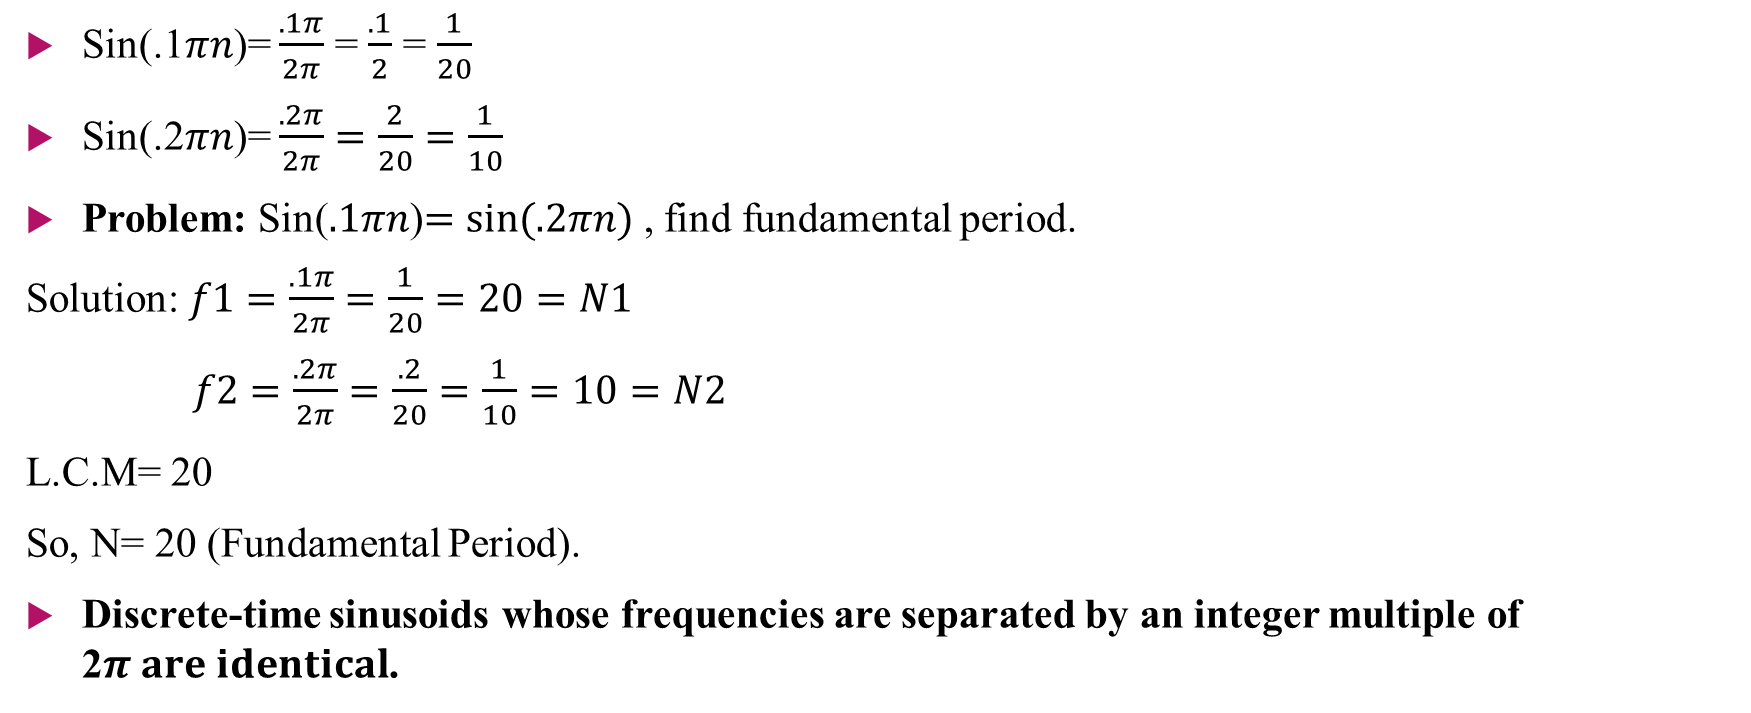 ▶ Sin(.1πn)= .1π/2π = .1/2 = 1/20
▶ Sin(.2πn)= .2π/2π = 2/20 = 1/10
▶ Problem: Sin(.1πn)= sin(.2πn) , find fundamental period.
Solution: f1 = .1π/2π = 1/20 = 20 = N1
f2 = .2π/2π = .2/20 = 1/10 = 10 = N2
L.C.M= 20
So, N= 20 (Fundamental Period).
▶ Discrete-time sinusoids whose frequencies are separated by an integer multiple of
2π are identical.